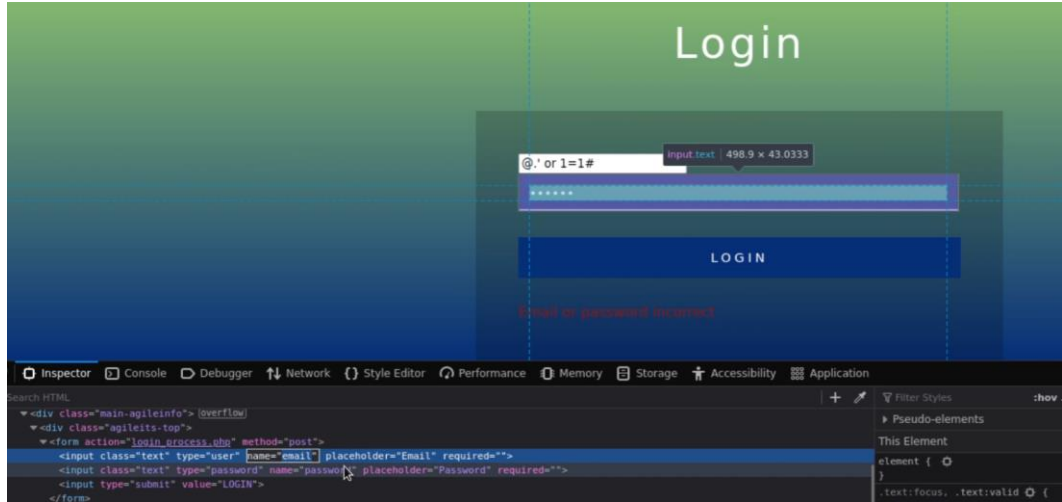 Login
@.' or 1=1#
input.text | 498.9 × 43.0333
••••••
LOGIN
Email or password incorrect
Inspector Console Debugger Network {} Style Editor Performance Memory Storage Accessibility Application
Search HTML
Filter Styles :hov
<div class="main-agileinfo"> overflow
Pseudo-elements
<div class="agileits-top">
<form action="login_process.php" method="post">
This Element
<input class="text" type="user" name="email" placeholder="Email" required="">
element {
<input class="text" type="password" name="password" placeholder="Password" required="">
}
<input type="submit" value="LOGIN">
.text:focus, .text:valid {
</form>